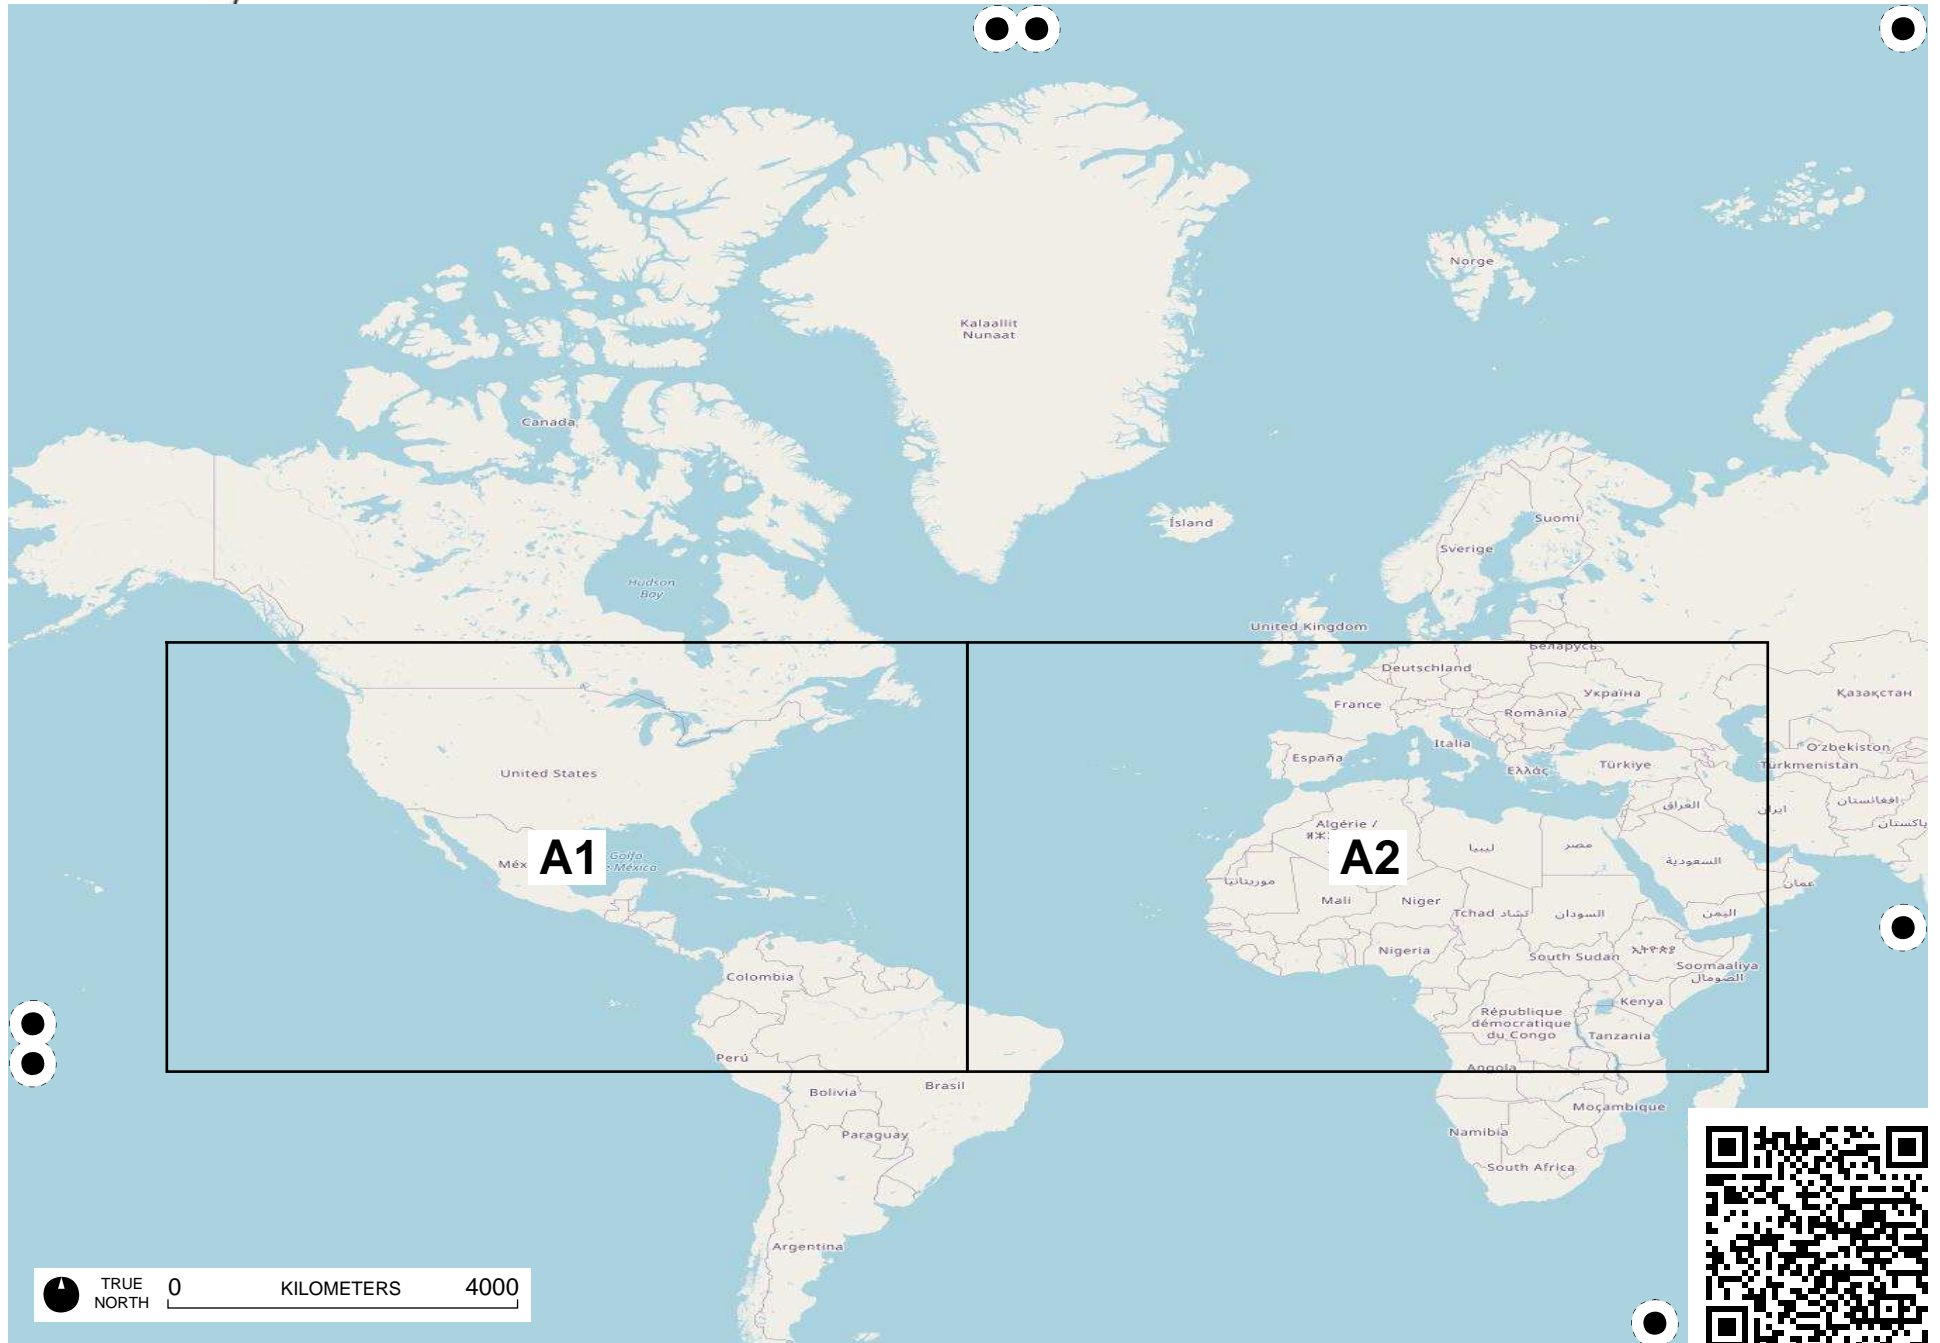 Norge
Kalaallit
Nunaat
Canada
Ísland
Suomi
Sverige
Hudson
Bay
United Kingdom
Беларусь
Deutschland
Україна
Қазақстан
France
România
Italia
O'zbekiston
España
Ελλάς
Türkiye
Türkmenistan
United States
العراق
ایران
افغانستان
پاکستان
Algérie /
A1
A2
Golfo
ليبيا
مصر
السعودية
e México
Méx
موريتانيا
عمان
Mali
Niger
Tchad تشاد
السودان
اليمن
Nigeria
South Sudan
ኢትዮጵያ
Soomaaliya
الصومال
Colombia
Kenya
République
démocratique
du Congo
Tanzania
Perú
Angola
Bolivia
Brasil
Moçambique
Paraguay
Namibia
South Africa
Argentina
TRUE
NORTH
0 KILOMETERS 4000